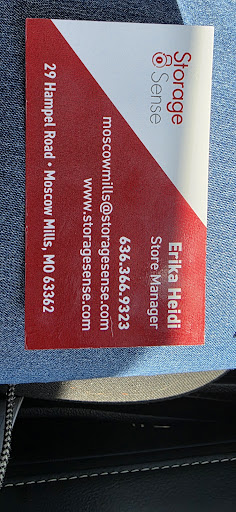 Storage
Sense
Erika Heidi
Store Manager
636.366.9323
moscowmills@storagesense.com
www.storagesense.com
29 Hampel Road • Moscow Mills, MO 63362